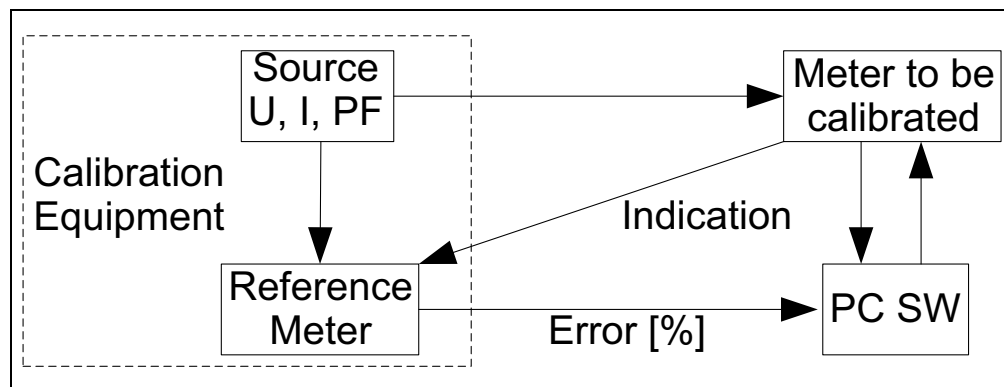 Source
U, I, PF
Meter to be
calibrated
Calibration
Equipment
Indication
Reference
Meter
Error [%]
PC SW